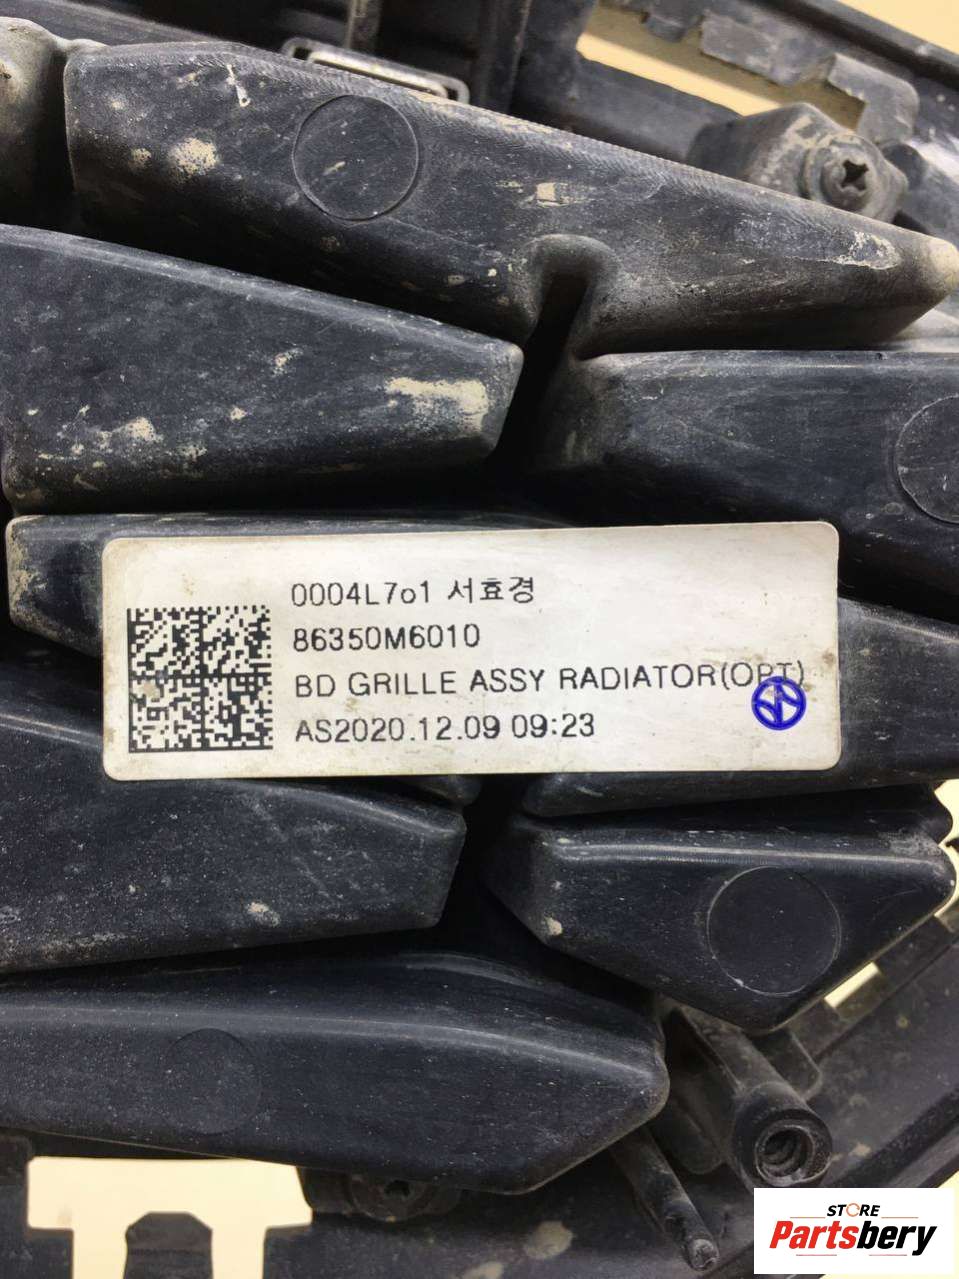 0004L7o1 서효경
86350M6010
BD GRILLE ASSY RADIATOR(OPT)
AS2020.12.09 09:23
STORE
Partsbery